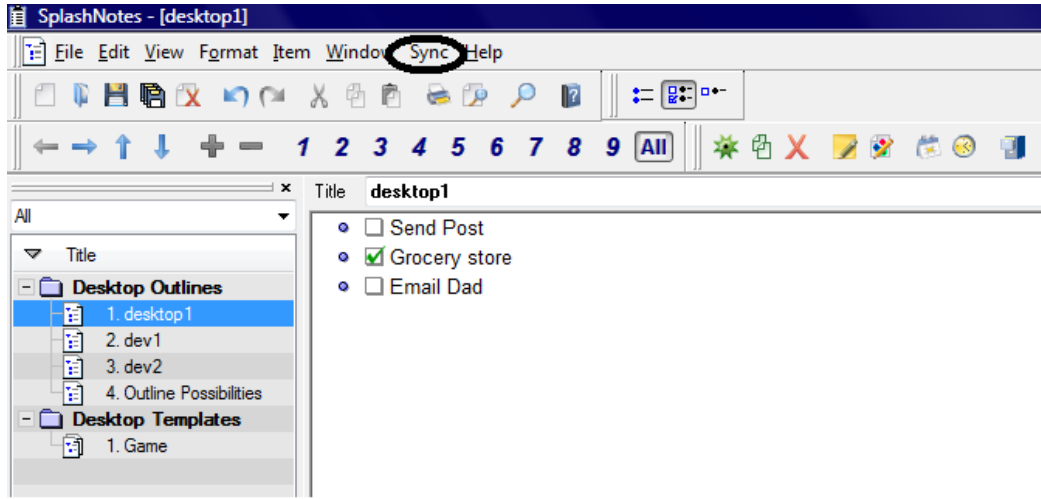 SplashNotes - [desktop1]
File Edit View Format Item Window Sync Help
1 2 3 4 5 6 7 8 9 All
Title desktop1
All
Send Post
Title
Grocery store
Email Dad
Desktop Outlines
1. desktop1
2. dev1
3. dev2
4. Outline Possibilities
Desktop Templates
1. Game